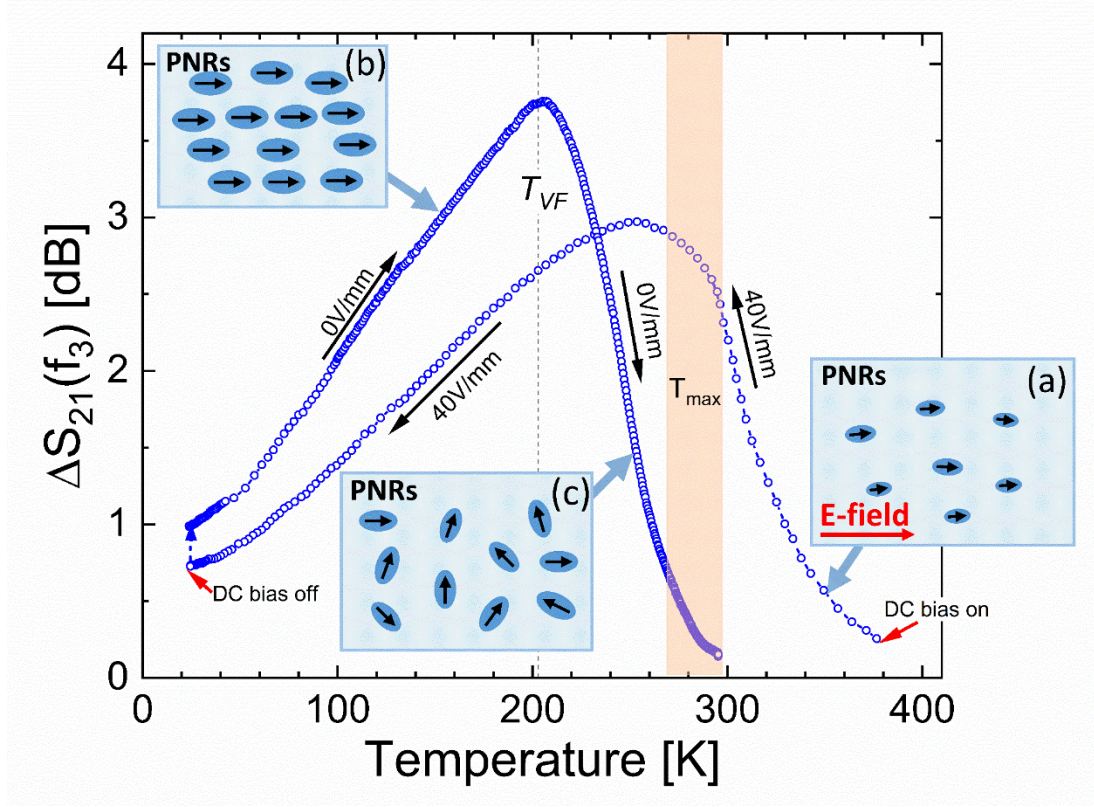 ΔS21(f3) [dB]
4
3
2
1
0
0
100
200
300
400
Temperature [K]
PNRs
(b)
TVF
0V/mm
40V/mm
0V/mm
Tmax
40V/mm
PNRs
(a)
E-field
PNRs
(c)
DC bias off
DC bias on